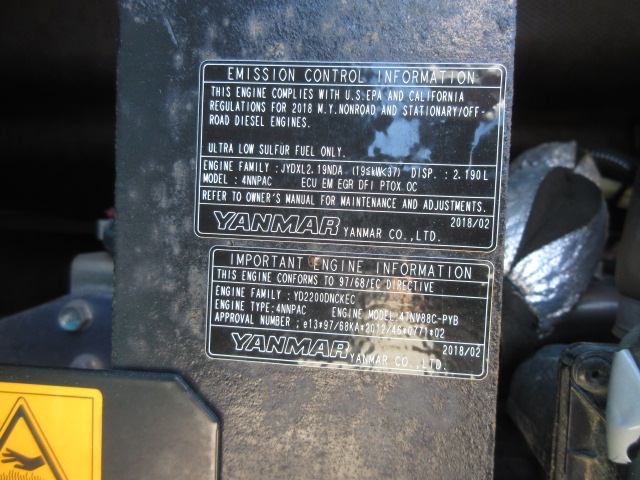 EMISSION CONTROL INFORMATION
THIS ENGINE COMPLIES WITH U.S.EPA AND CALIFORNIA
REGULATIONS FOR 2018 M.Y.NONROAD AND STATIONARY/OFF-
ROAD DIESEL ENGINES.
ULTRA LOW SULFUR FUEL ONLY.
ENGINE FAMILY : JYDXL2.19NDA (19≤kW<37) DISP. : 2.190 L
MODEL : 4NNPAC ECU EM EGR DFI PTOX OC
REFER TO OWNER'S MANUAL FOR MAINTENANCE AND ADJUSTMENTS.
2018/02
YANMAR YANMAR CO.,LTD.
IMPORTANT ENGINE INFORMATION
THIS ENGINE CONFORMS TO 97/68/EC DIRECTIVE
ENGINE FAMILY : YD2200DNCKEC
ENGINE TYPE:4NNPAC ENGINE MODEL:4TNV88C-PYB
APPROVAL NUMBER : e13*97/68KA*2012/46*0771*02
2018/02
YANMAR YANMAR CO.,LTD.